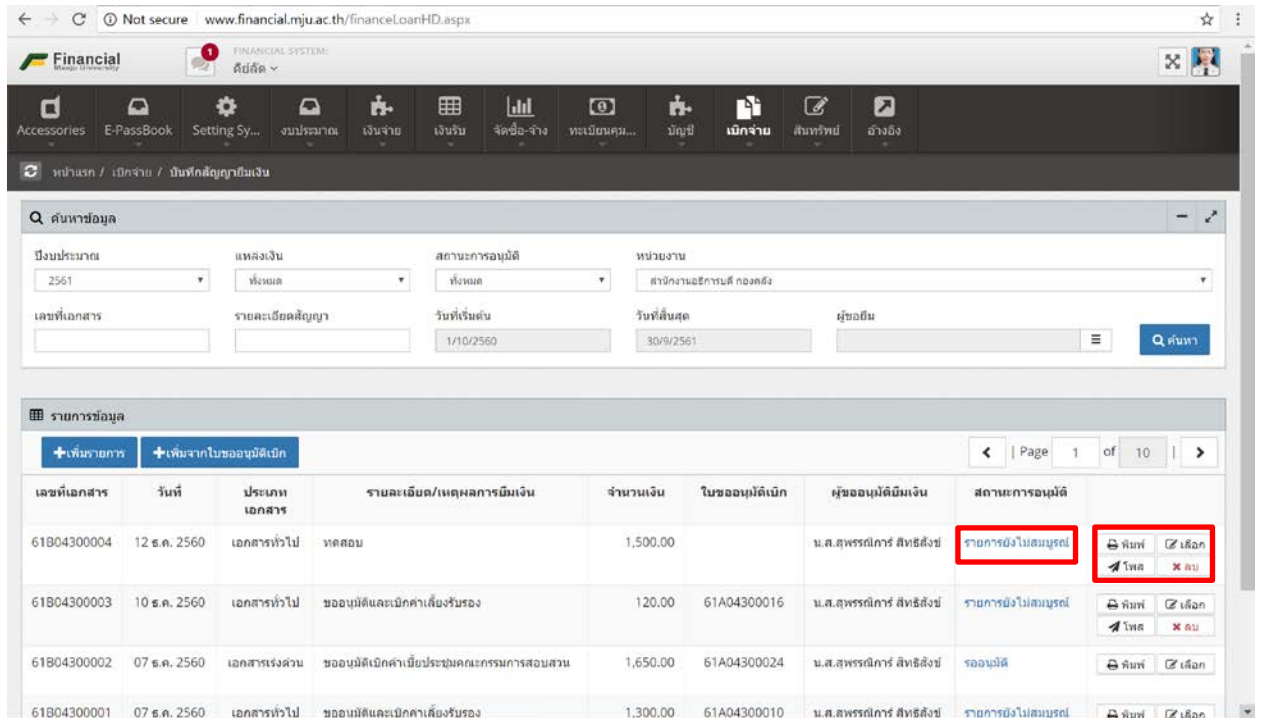 Not secure | www.financial.mju.ac.th/financeLoanHD.aspx
Financial
Maejo University
1
FINANCIAL SYSTEM:
คีย์ลัด
Accessories E-PassBook Setting Sy... งบประมาณ เงินจ่าย เงินรับ จัดซื้อ-จ้าง ทะเบียนคุม... บัญชี เบิกจ่าย สินทรัพย์ อ้างอิง
หน้าแรก / เบิกจ่าย / บันทึกสัญญายืมเงิน
ค้นหาข้อมูล
ปีงบประมาณ แหล่งเงิน สถานะการอนุมัติ หน่วยงาน
2561 ทั้งหมด ทั้งหมด สำนักงานอธิการบดี กองคลัง
เลขที่เอกสาร รายละเอียดสัญญา วันที่เริ่มต้น วันที่สิ้นสุด ผู้ขอยืม
1/10/2560 30/9/2561 ค้นหา
รายการข้อมูล
+เพิ่มรายการ +เพิ่มจากใบขออนุมัติเบิก | Page 1 of 10 |
เลขที่เอกสาร วันที่ ประเภทเอกสาร รายละเอียด/เหตุผลการยืมเงิน จำนวนเงิน ใบขออนุมัติเบิก ผู้ขออนุมัติยืมเงิน สถานะการอนุมัติ
61B04300004 12 ธ.ค. 2560 เอกสารทั่วไป ทดสอบ 1,500.00 น.ส.สุพรรณิการ์ สิทธิสังข์ รายการยังไม่สมบูรณ์ พิมพ์ เลือก
โพส ลบ
61B04300003 10 ธ.ค. 2560 เอกสารทั่วไป ขออนุมัติและเบิกค่าเลี้ยงรับรอง 120.00 61A04300016 น.ส.สุพรรณิการ์ สิทธิสังข์ รายการยังไม่สมบูรณ์ พิมพ์ เลือก
โพส ลบ
61B04300002 07 ธ.ค. 2560 เอกสารเร่งด่วน ขออนุมัติเบิกค่าเบี้ยประชุมคณะกรรมการสอบสวน 1,650.00 61A04300024 น.ส.สุพรรณิการ์ สิทธิสังข์ รออนุมัติ พิมพ์ เลือก
61B04300001 07 ธ.ค. 2560 เอกสารทั่วไป ขออนุมัติและเบิกค่าเลี้ยงรับรอง 1,300.00 61A04300010 น.ส.สุพรรณิการ์ สิทธิสังข์ รายการยังไม่สมบูรณ์ พิมพ์ เลือก